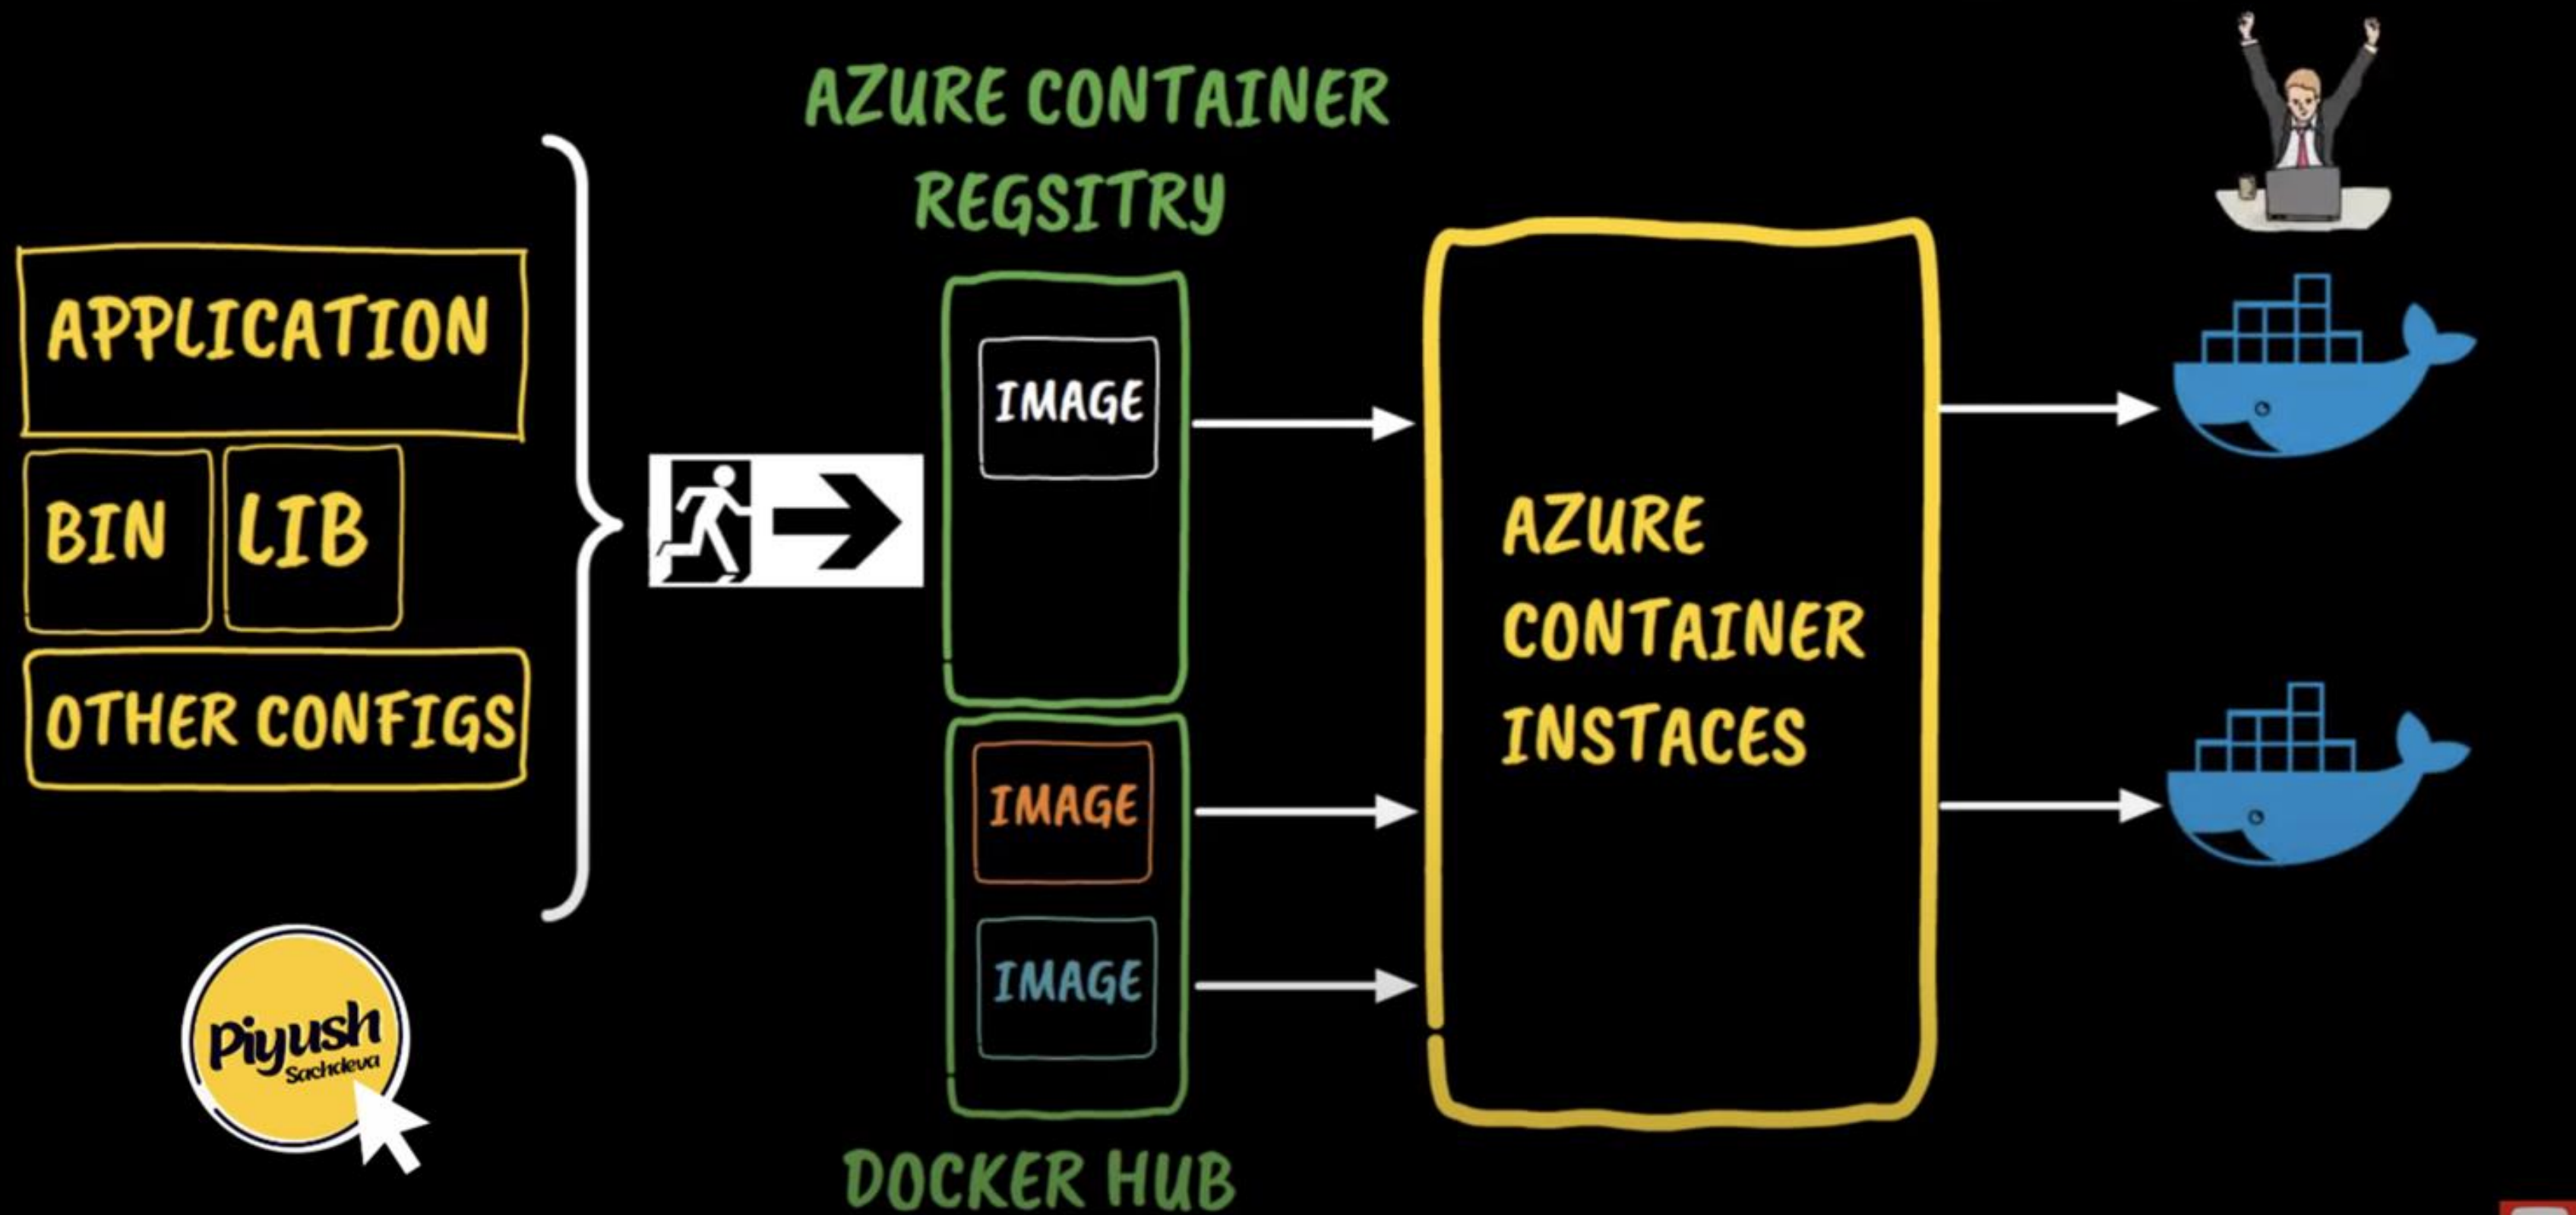 APPLICATION
BIN
LIB
OTHER CONFIGS
Piyush
Sachdeva
AZURE CONTAINER
REGSITRY
IMAGE
IMAGE
IMAGE
DOCKER HUB
AZURE
CONTAINER
INSTACES